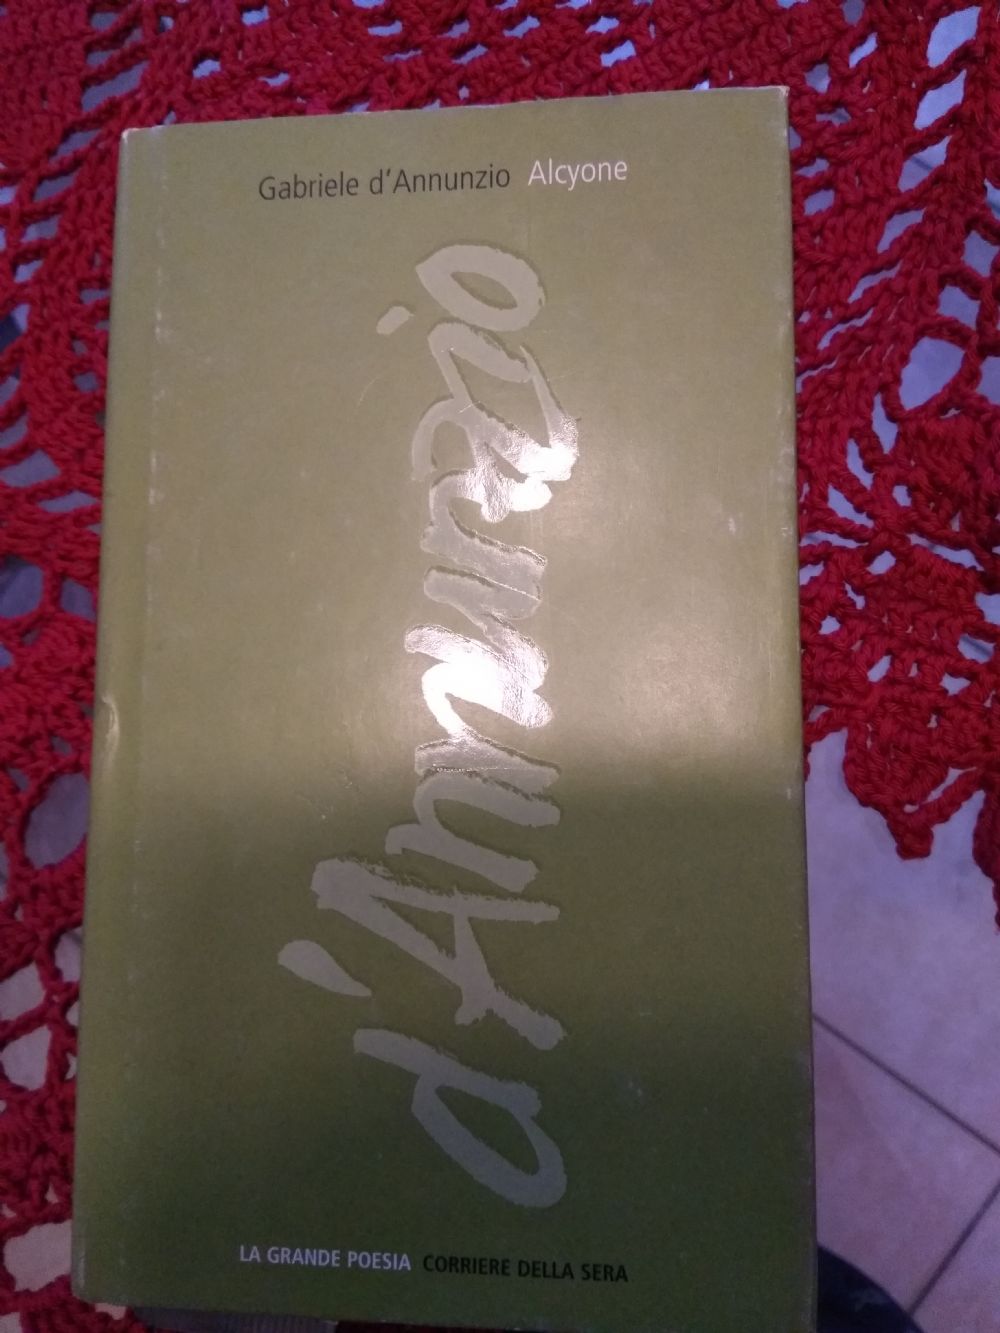 Gabriele d'Annunzio Alcyone
d'Annunzio
LA GRANDE POESIA CORRIERE DELLA SERA